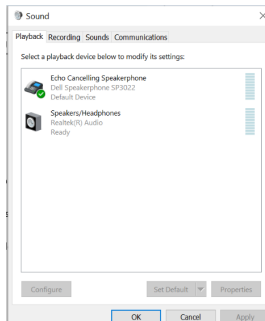 Sound
Playback Recording Sounds Communications
Select a playback device below to modify its settings:
Echo Cancelling Speakerphone
Dell Speakerphone SP3022
Default Device
Speakers/Headphones
Realtek(R) Audio
Ready
Configure Set Default Properties
OK Cancel Apply